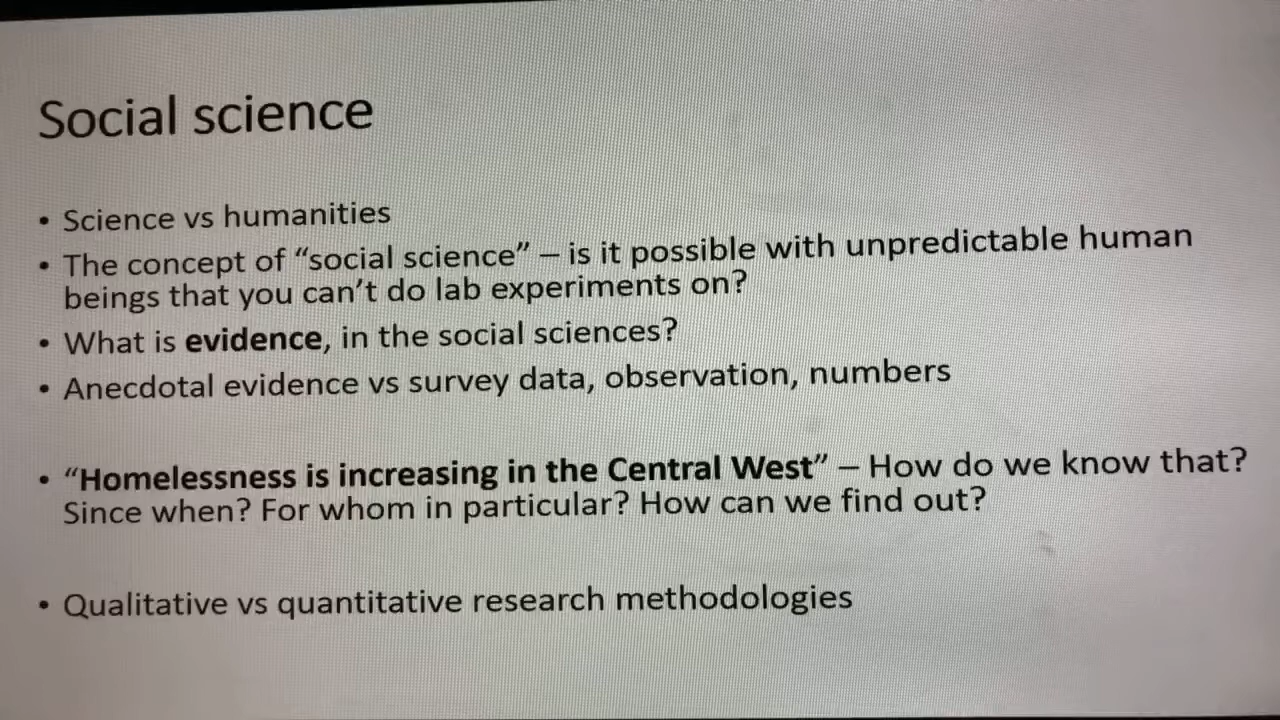 Social science
• Science vs humanities
• The concept of “social science” – is it possible with unpredictable human
beings that you can’t do lab experiments on?
• What is evidence, in the social sciences?
• Anecdotal evidence vs survey data, observation, numbers
• “Homelessness is increasing in the Central West” – How do we know that?
Since when? For whom in particular? How can we find out?
• Qualitative vs quantitative research methodologies